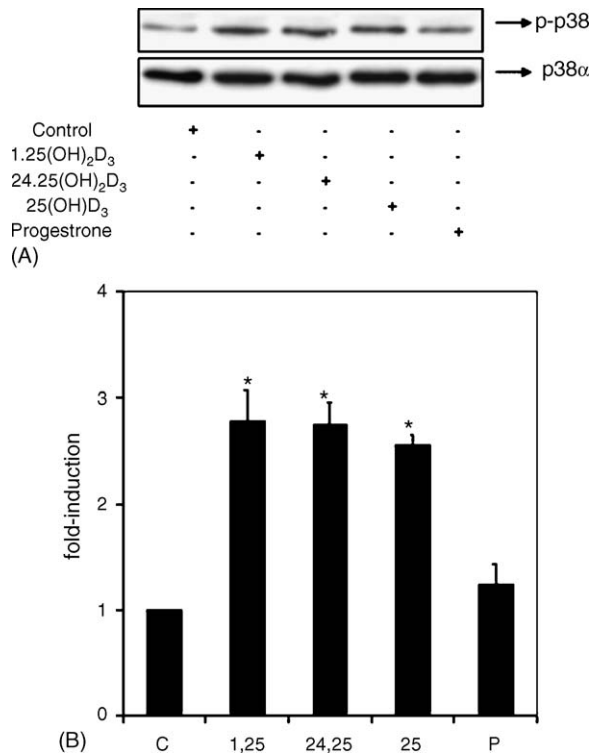 p-p38
p38α
Control + - - - -
1.25(OH)₂D₃ - + - - -
24.25(OH)₂D₃ - - + - -
25(OH)D₃ - - - + -
Progestrone - - - - +
(A)
4
3
2
1
0
fold-induction
* * *
(B) C 1,25 24,25 25 P